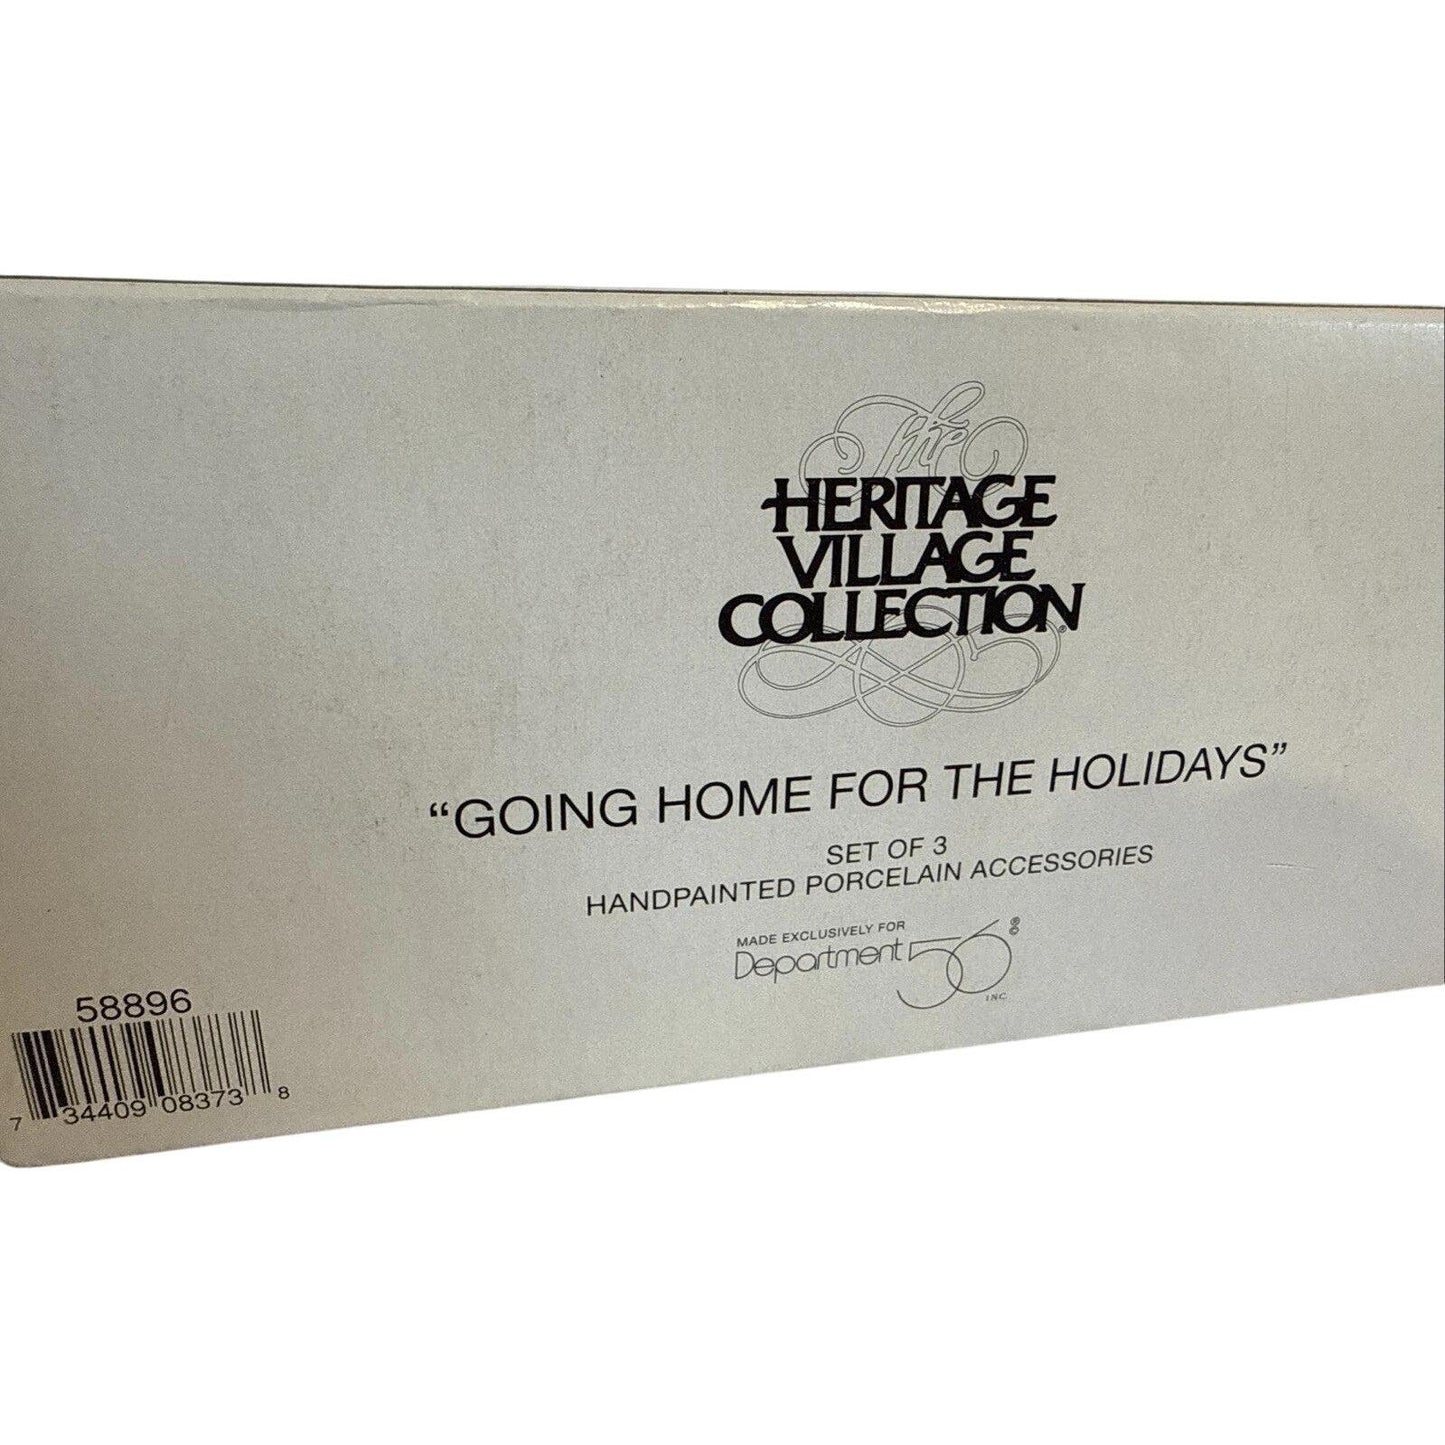 The
HERITAGE
VILLAGE
COLLECTION®
“GOING HOME FOR THE HOLIDAYS”
SET OF 3
HANDPAINTED PORCELAIN ACCESSORIES
MADE EXCLUSIVELY FOR
Department 56 ®©
INC.
58896
7 34409 08373 8